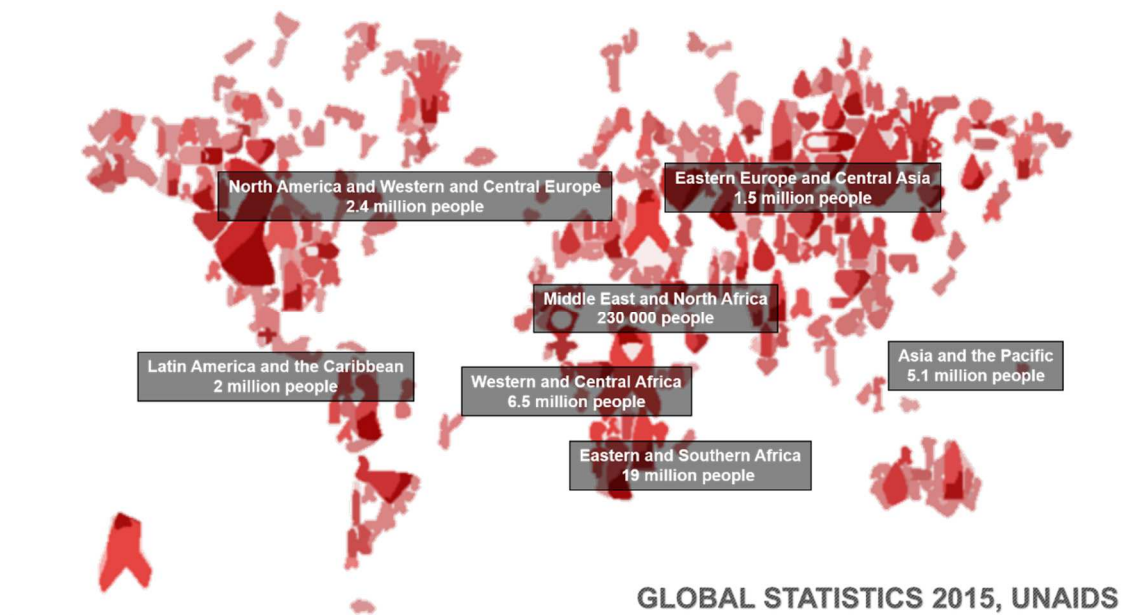 North America and Western and Central Europe
2.4 million people
Eastern Europe and Central Asia
1.5 million people
Middle East and North Africa
230 000 people
Latin America and the Caribbean
2 million people
Western and Central Africa
6.5 million people
Asia and the Pacific
5.1 million people
Eastern and Southern Africa
19 million people
GLOBAL STATISTICS 2015, UNAIDS